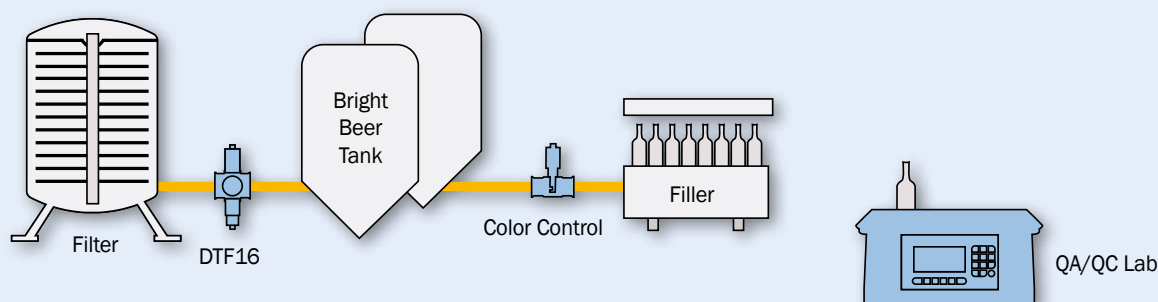 Bright
Beer
Tank
Filler
Color Control
Filter
DTF16
QA/QC Lab